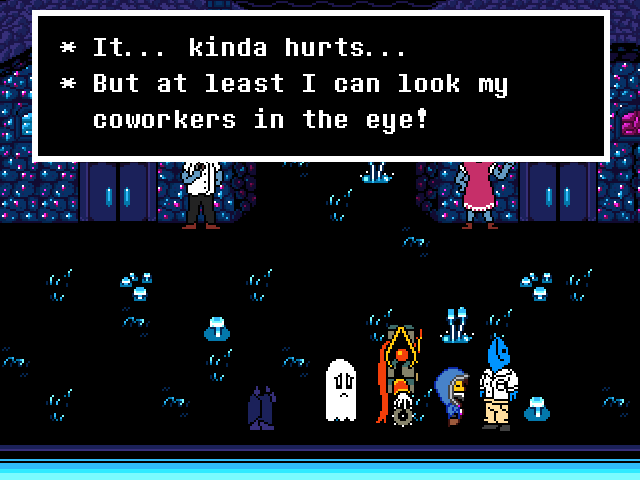 * It... kinda hurts...
* But at least I can look my
coworkers in the eye!